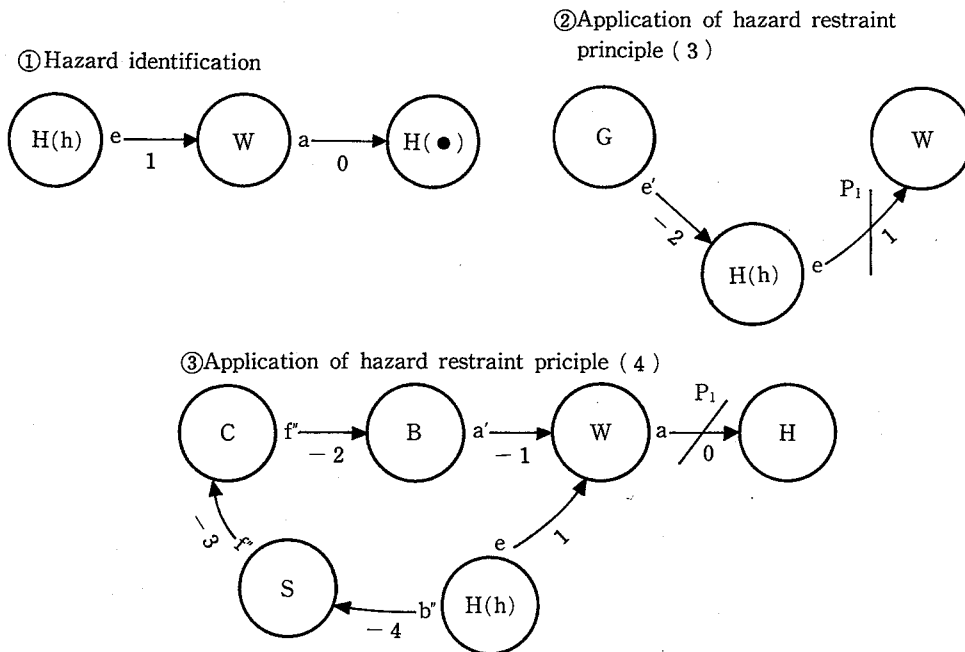 ①Hazard identification
H(h) e 1 W a 0 H(●)
②Application of hazard restraint
principle (3)
G
e′
-2
H(h)
e
P₁
1
W
③Application of hazard restraint priciple (4)
C f″ -2 B a′ -1 W a P₁ 0 H
-3
f″
S
-4
b″
H(h)
e
1